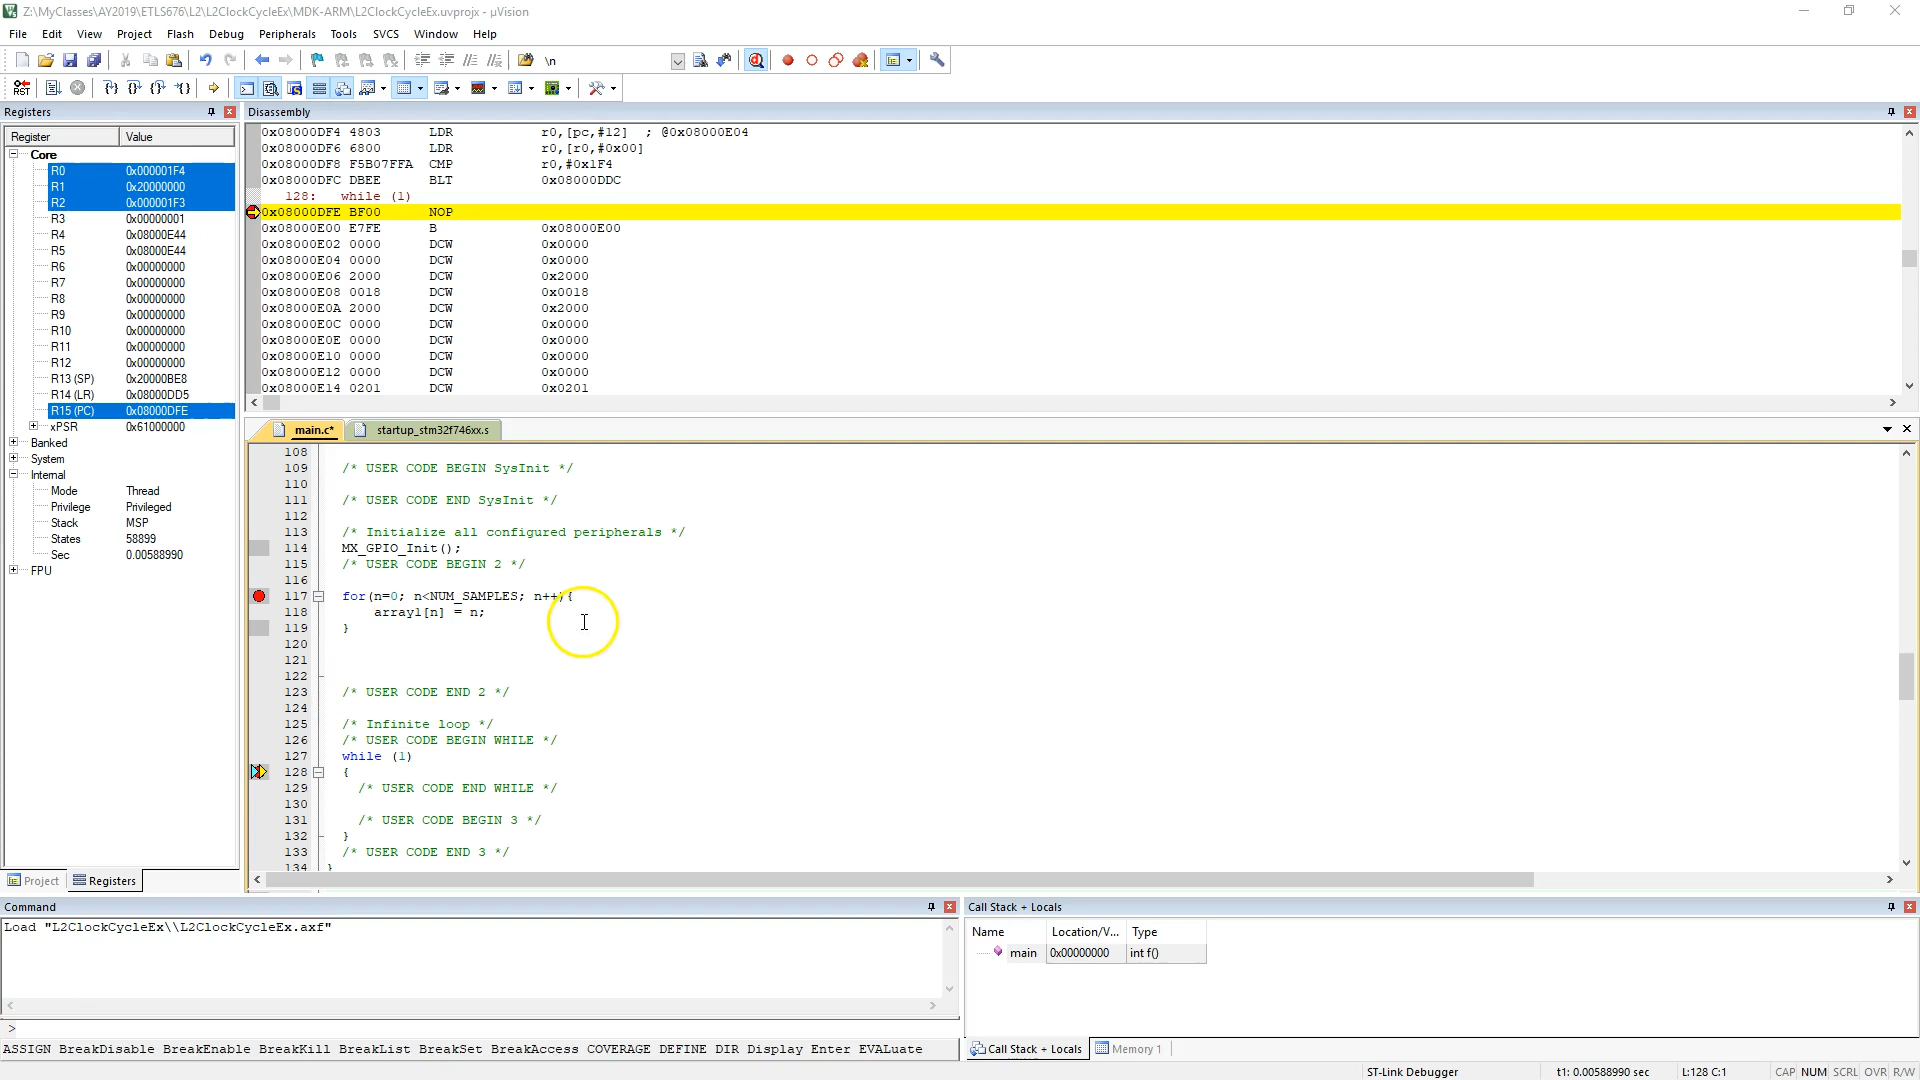 Z:\MyClasses\AY2019\ETLS676\L2\L2ClockCycleEx\MDK-ARM\L2ClockCycleEx.uvprojx - µVision
File Edit View Project Flash Debug Peripherals Tools SVCS Window Help
\n
RST
Registers
Register Value
Core
R0 0x000001F4
R1 0x20000000
R2 0x000001F3
R3 0x00000001
R4 0x08000E44
R5 0x08000E44
R6 0x00000000
R7 0x00000000
R8 0x00000000
R9 0x00000000
R10 0x00000000
R11 0x00000000
R12 0x00000000
R13 (SP) 0x20000BE8
R14 (LR) 0x08000DD5
R15 (PC) 0x08000DFE
xPSR 0x61000000
Banked
System
Internal
Mode Thread
Privilege Privileged
Stack MSP
States 58899
Sec 0.00588990
FPU
Project Registers
Disassembly
0x08000DF4 4803 LDR r0,[pc,#12] ; @0x08000E04
0x08000DF6 6800 LDR r0,[r0,#0x00]
0x08000DF8 F5B07FFA CMP r0,#0x1F4
0x08000DFC DBEE BLT 0x08000DDC
128: while (1)
0x08000DFE BF00 NOP
0x08000E00 E7FE B 0x08000E00
0x08000E02 0000 DCW 0x0000
0x08000E04 0000 DCW 0x0000
0x08000E06 2000 DCW 0x2000
0x08000E08 0018 DCW 0x0018
0x08000E0A 2000 DCW 0x2000
0x08000E0C 0000 DCW 0x0000
0x08000E0E 0000 DCW 0x0000
0x08000E10 0000 DCW 0x0000
0x08000E12 0000 DCW 0x0000
0x08000E14 0201 DCW 0x0201
main.c* startup_stm32f746xx.s
108
109 /* USER CODE BEGIN SysInit */
110
111 /* USER CODE END SysInit */
112
113 /* Initialize all configured peripherals */
114 MX_GPIO_Init();
115 /* USER CODE BEGIN 2 */
116
117 for(n=0; n<NUM_SAMPLES; n++){
118 array1[n] = n;
119 }
120
121
122
123 /* USER CODE END 2 */
124
125 /* Infinite loop */
126 /* USER CODE BEGIN WHILE */
127 while (1)
128 {
129 /* USER CODE END WHILE */
130
131 /* USER CODE BEGIN 3 */
132 }
133 /* USER CODE END 3 */
134 }
Command
Load "L2ClockCycleEx\\L2ClockCycleEx.axf"
>
ASSIGN BreakDisable BreakEnable BreakKill BreakList BreakSet BreakAccess COVERAGE DEFINE DIR Display Enter EVALuate
Call Stack + Locals
Name Location/V... Type
main 0x00000000 int f()
Call Stack + Locals Memory 1
ST-Link Debugger t1: 0.00588990 sec L:128 C:1 CAP NUM SCRL OVR R/W